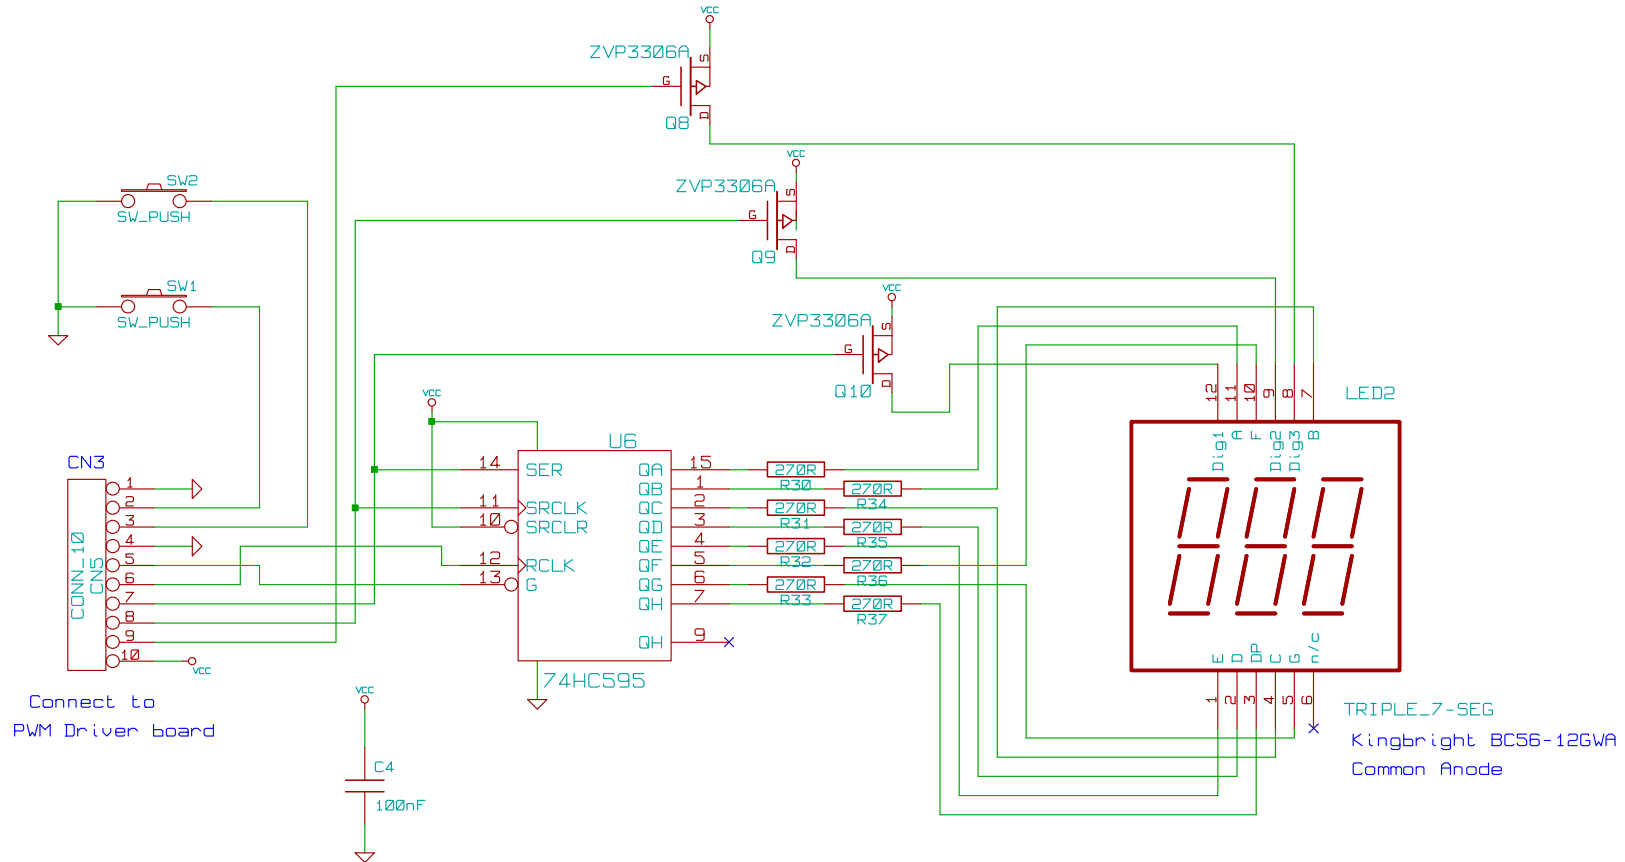 VCC
ZVP3306A
S
G
D
Q8
VCC
ZVP3306A
S
G
D
Q9
SW2
SW_PUSH
SW1
SW_PUSH
VCC
ZVP3306A
S
G
D
Q10
VCC
U6
14 SER QA 15
270R
R30
1 QB
270R
R34
11 SRCLK QC 2
270R
R31
10 SRCLR QD 3
270R
R35
QE 4
270R
R32
12 RCLK QF 5
270R
R36
13 G QG 6
270R
R33
QH 7
270R
R37
QH 9
74HC595
CN3
1
2
3
4
5
6
7
8
9
10
CONN_10
CN5
VCC
Connect to
PWM Driver board
VCC
C4
100nF
12 11 10 9 8 7
LED2
Dig1 A F Dig2 Dig3 B
E D DP C G n/c
1 2 3 4 5 6
TRIPLE_7-SEG
Kingbright BC56-12GWA
Common Anode